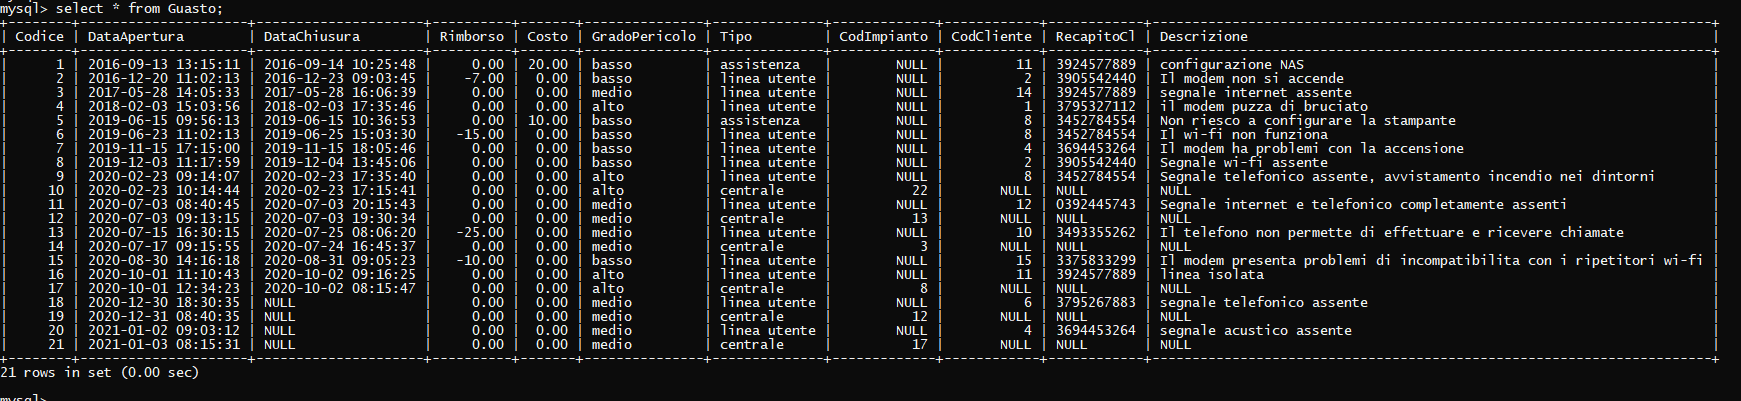 mysql> select * from Guasto;
+--------+---------------------+---------------------+----------+-------+---------------+--------------+-------------+------------+------------+----------------------------------------------------------------------+
| Codice | DataApertura | DataChiusura | Rimborso | Costo | GradoPericolo | Tipo | CodImpianto | CodCliente | RecapitoCl | Descrizione |
+--------+---------------------+---------------------+----------+-------+---------------+--------------+-------------+------------+------------+----------------------------------------------------------------------+
| 1 | 2016-09-13 13:15:11 | 2016-09-14 10:25:48 | 0.00 | 20.00 | basso | assistenza | NULL | 11 | 3924577889 | configurazione NAS |
| 2 | 2016-12-20 11:02:13 | 2016-12-23 09:03:45 | -7.00 | 0.00 | basso | linea utente | NULL | 2 | 3905542440 | Il modem non si accende |
| 3 | 2017-05-28 14:05:33 | 2017-05-28 16:06:39 | 0.00 | 0.00 | medio | linea utente | NULL | 14 | 3924577889 | segnale internet assente |
| 4 | 2018-02-03 15:03:56 | 2018-02-03 17:35:46 | 0.00 | 0.00 | alto | linea utente | NULL | 1 | 3795327112 | il modem puzza di bruciato |
| 5 | 2019-06-15 09:56:13 | 2019-06-15 10:36:53 | 0.00 | 10.00 | basso | assistenza | NULL | 8 | 3452784554 | Non riesco a configurare la stampante |
| 6 | 2019-06-23 11:02:13 | 2019-06-25 15:03:30 | -15.00 | 0.00 | basso | linea utente | NULL | 8 | 3452784554 | Il wi-fi non funziona |
| 7 | 2019-11-15 17:15:00 | 2019-11-15 18:05:46 | 0.00 | 0.00 | basso | linea utente | NULL | 4 | 3694453264 | Il modem ha problemi con la accensione |
| 8 | 2019-12-03 11:17:59 | 2019-12-04 13:45:06 | 0.00 | 0.00 | basso | linea utente | NULL | 2 | 3905542440 | Segnale wi-fi assente |
| 9 | 2020-02-23 09:14:07 | 2020-02-23 17:35:40 | 0.00 | 0.00 | alto | linea utente | NULL | 8 | 3452784554 | Segnale telefonico assente, avvistamento incendio nei dintorni |
| 10 | 2020-02-23 10:14:44 | 2020-02-23 17:15:41 | 0.00 | 0.00 | alto | centrale | 22 | NULL | NULL | NULL |
| 11 | 2020-07-03 08:40:45 | 2020-07-03 20:15:43 | 0.00 | 0.00 | medio | linea utente | NULL | 12 | 0392445743 | Segnale internet e telefonico completamente assenti |
| 12 | 2020-07-03 09:13:15 | 2020-07-03 19:30:34 | 0.00 | 0.00 | medio | centrale | 13 | NULL | NULL | NULL |
| 13 | 2020-07-15 16:30:15 | 2020-07-25 08:06:20 | -25.00 | 0.00 | medio | linea utente | NULL | 10 | 3493355262 | Il telefono non permette di effettuare e ricevere chiamate |
| 14 | 2020-07-17 09:15:55 | 2020-07-24 16:45:37 | 0.00 | 0.00 | medio | centrale | 3 | NULL | NULL | NULL |
| 15 | 2020-08-30 14:16:18 | 2020-08-31 09:05:23 | -10.00 | 0.00 | basso | linea utente | NULL | 15 | 3375833299 | Il modem presenta problemi di incompatibilita con i ripetitori wi-fi |
| 16 | 2020-10-01 11:10:43 | 2020-10-02 09:16:25 | 0.00 | 0.00 | alto | linea utente | NULL | 11 | 3924577889 | linea isolata |
| 17 | 2020-10-01 12:34:23 | 2020-10-02 08:15:47 | 0.00 | 0.00 | alto | centrale | 8 | NULL | NULL | NULL |
| 18 | 2020-12-30 18:30:35 | NULL | 0.00 | 0.00 | medio | linea utente | NULL | 6 | 3795267883 | segnale telefonico assente |
| 19 | 2020-12-31 08:40:35 | NULL | 0.00 | 0.00 | medio | centrale | 12 | NULL | NULL | NULL |
| 20 | 2021-01-02 09:03:12 | NULL | 0.00 | 0.00 | medio | linea utente | NULL | 4 | 3694453264 | segnale acustico assente |
| 21 | 2021-01-03 08:15:31 | NULL | 0.00 | 0.00 | medio | centrale | 17 | NULL | NULL | NULL |
+--------+---------------------+---------------------+----------+-------+---------------+--------------+-------------+------------+------------+----------------------------------------------------------------------+
21 rows in set (0.00 sec)
mysql>